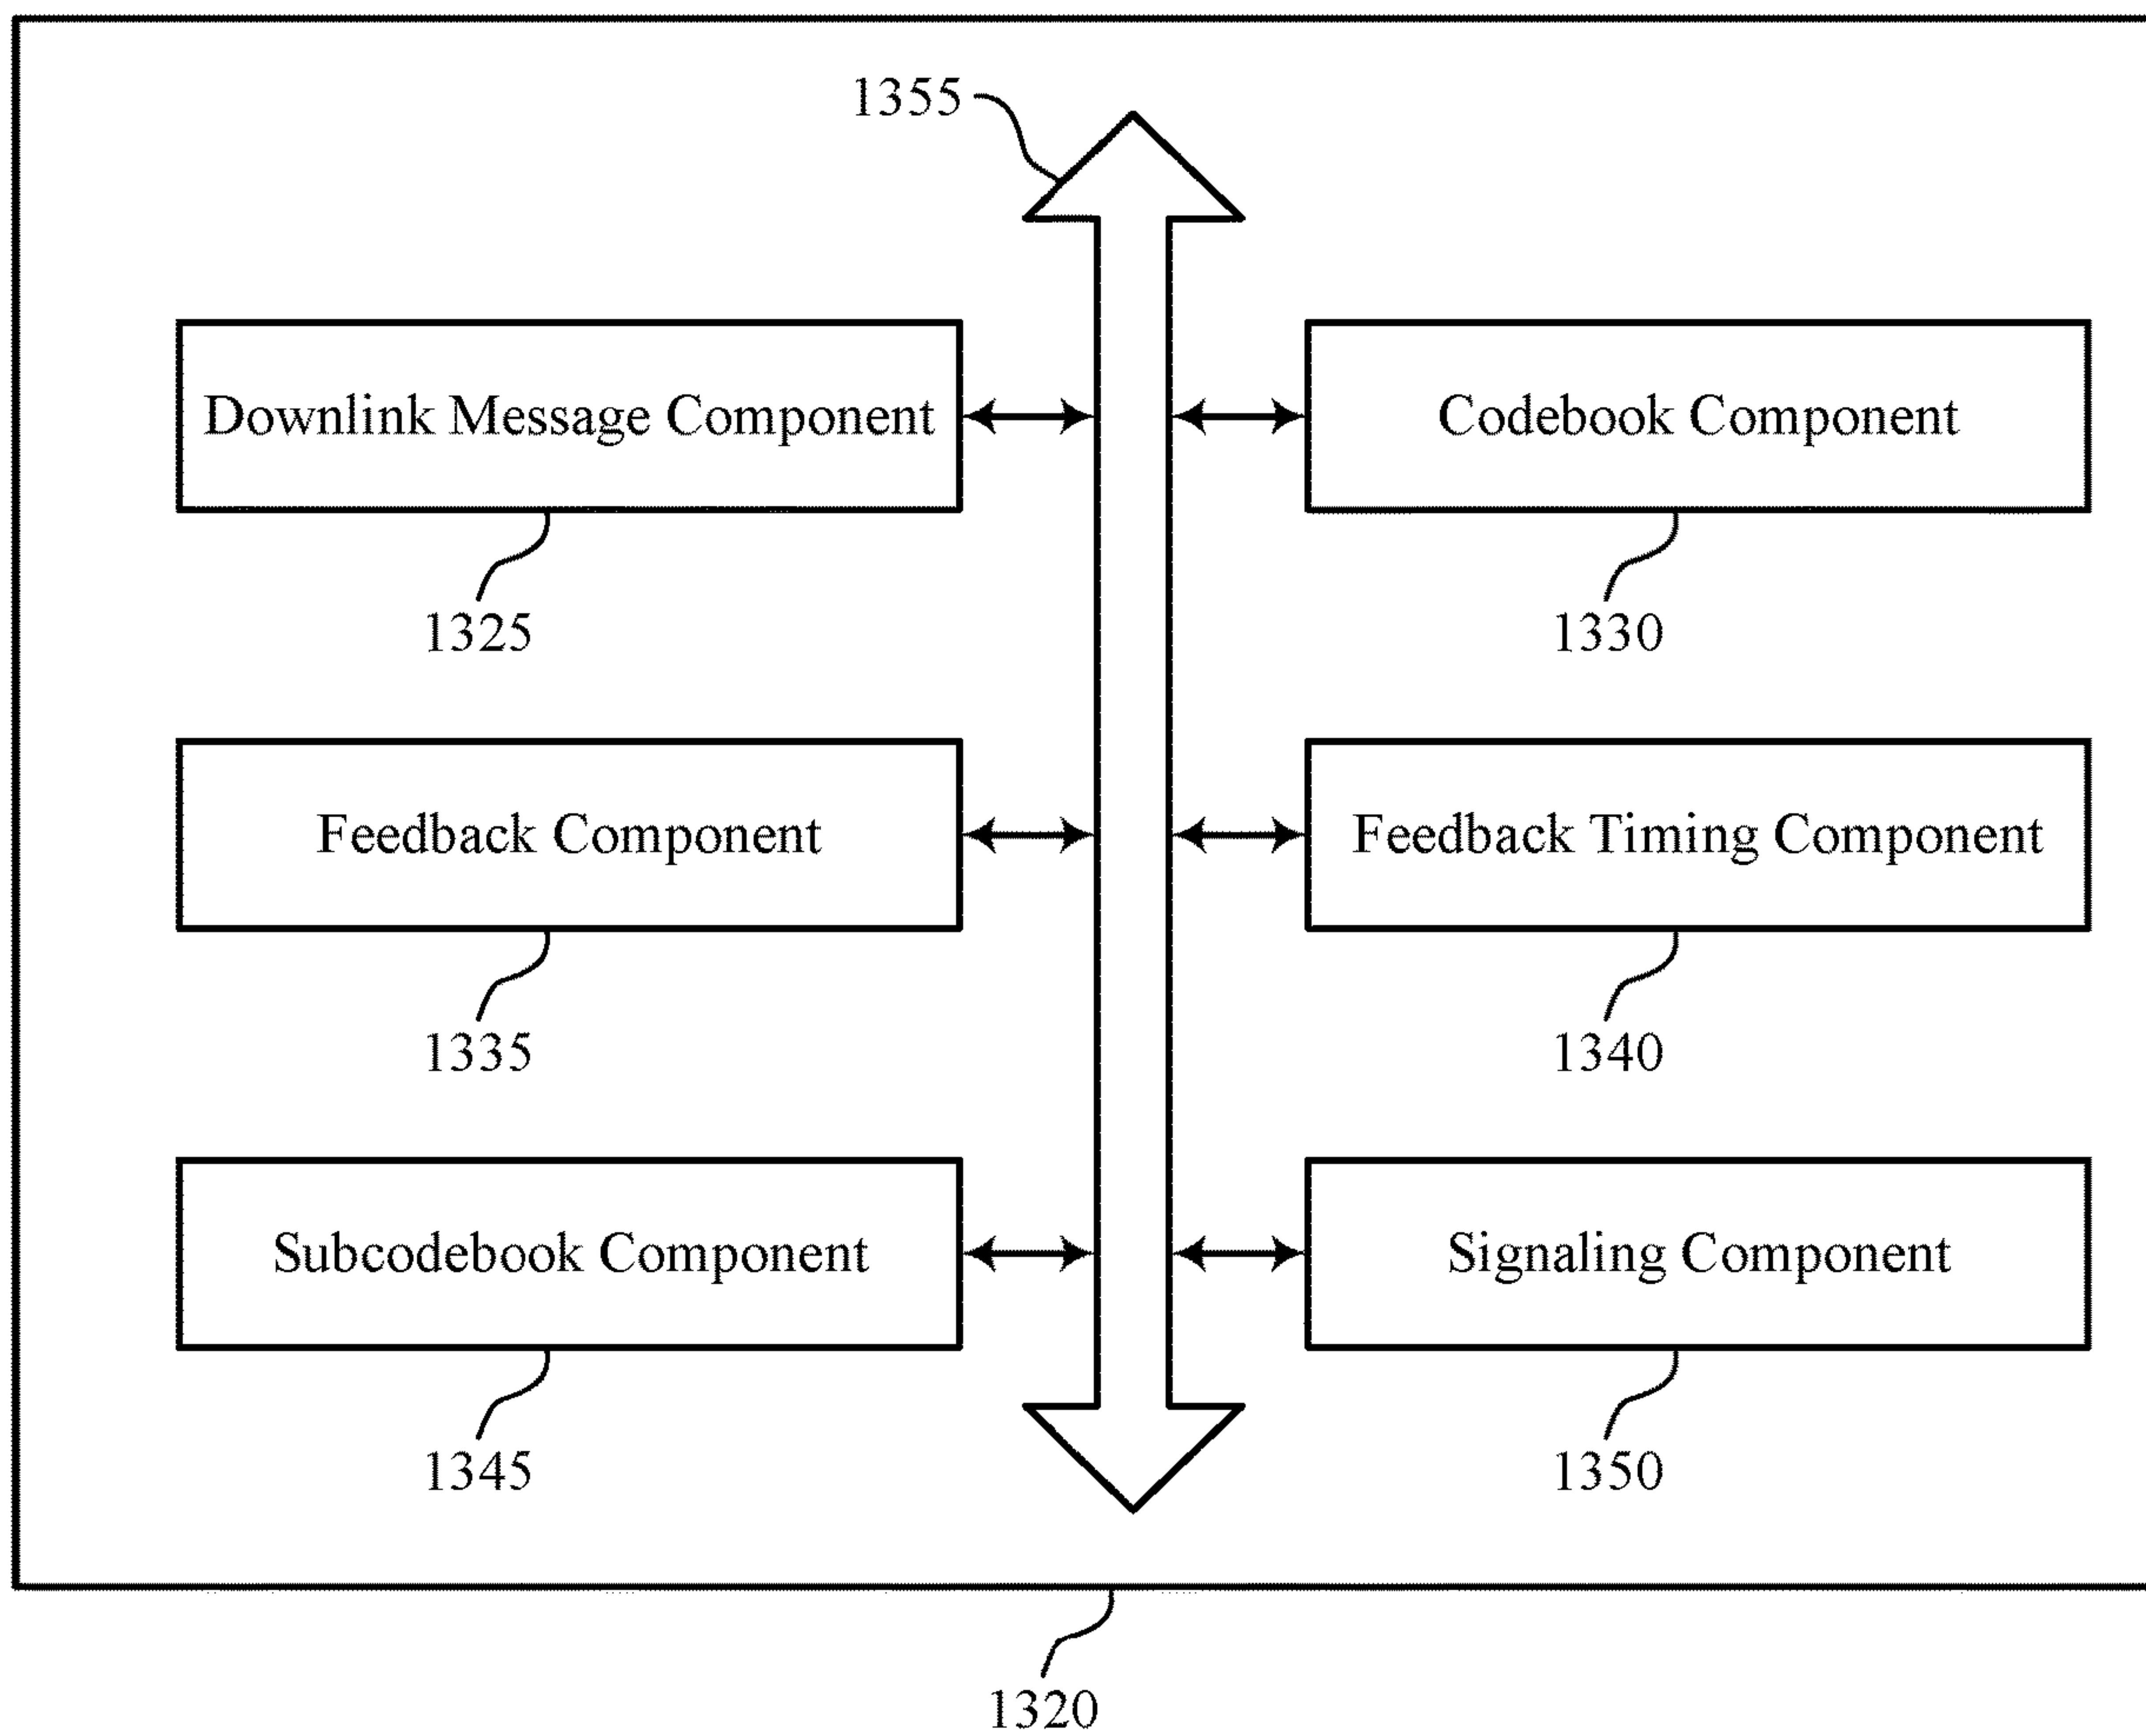 1355
Downlink Message Component
Codebook Component
1325
1330
Feedback Component
Feedback Timing Component
1335
1340
Subcodebook Component
Signaling Component
1345
1350
1320